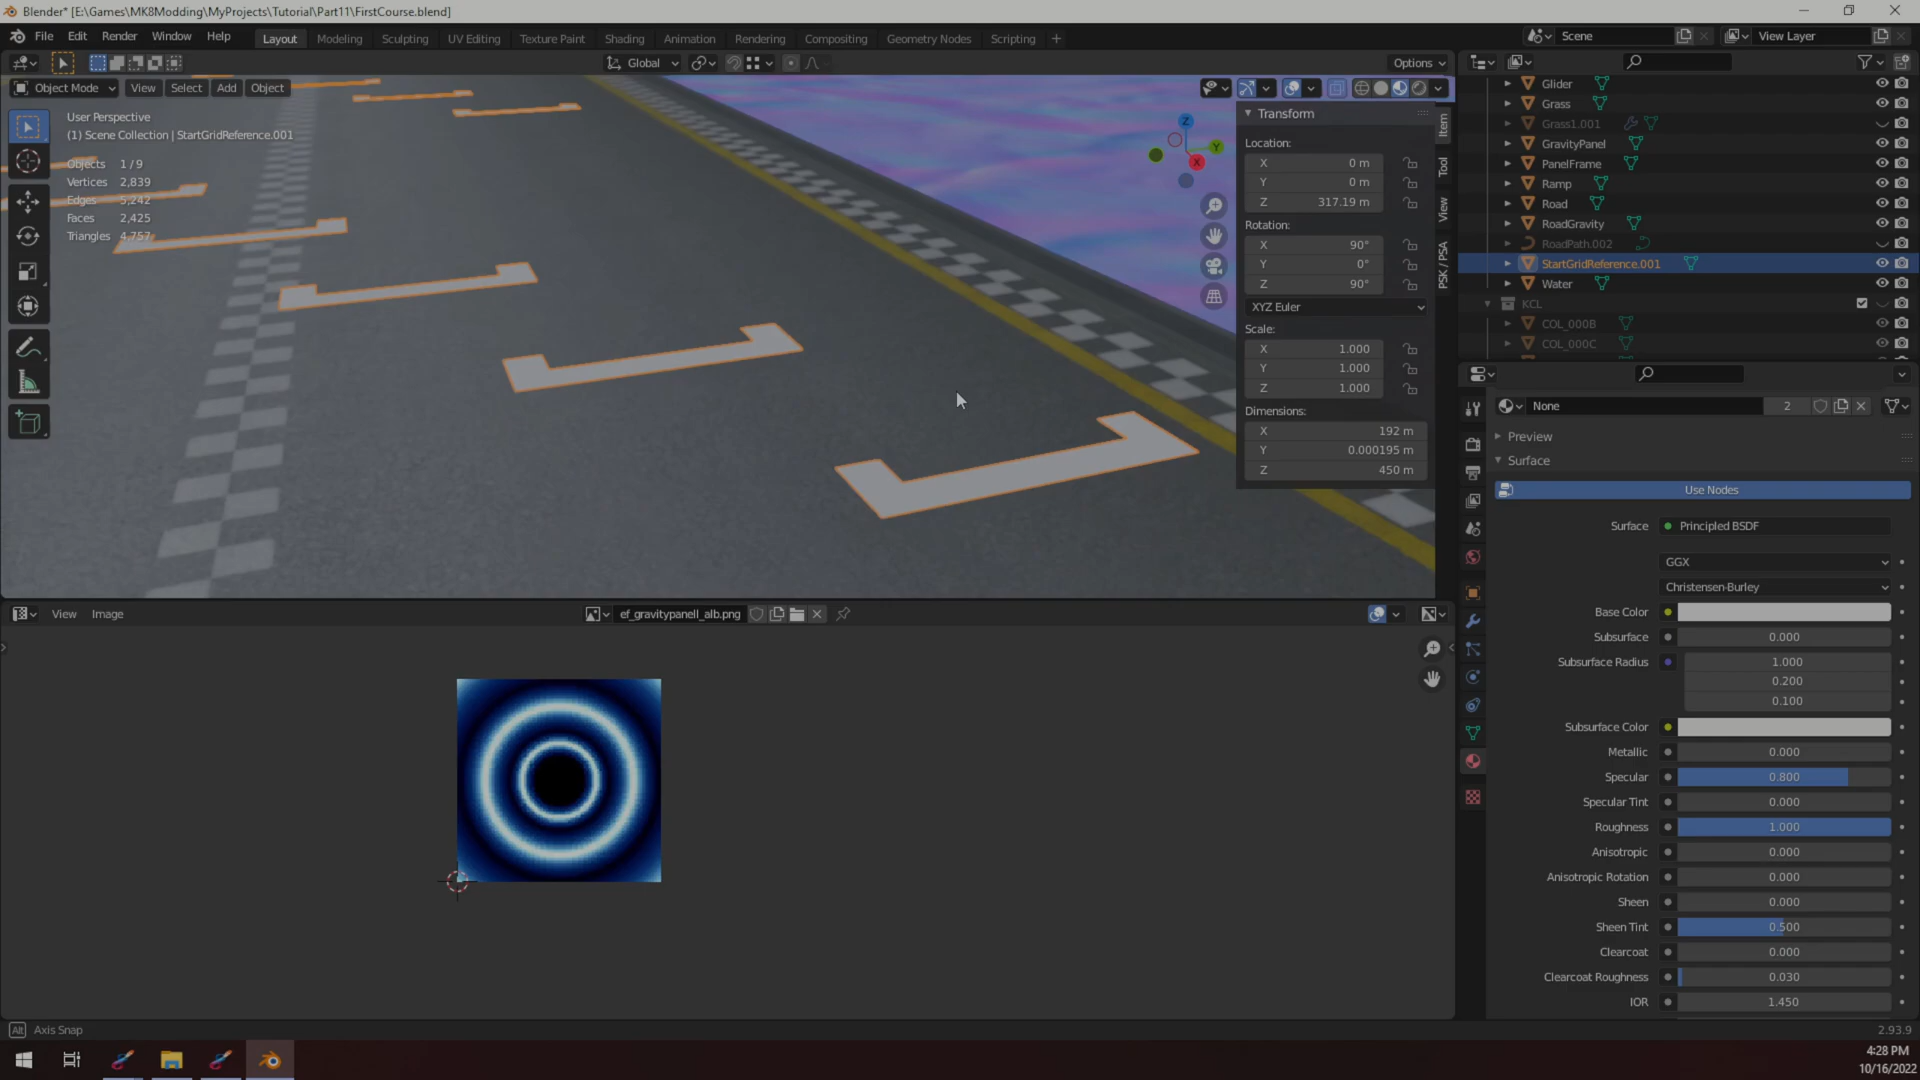 Blender* [E:\Games\MK8Modding\MyProjects\Tutorial\Part11\FirstCourse.blend]
File Edit Render Window Help Layout Modeling Sculpting UV Editing Texture Paint Shading Animation Rendering Compositing Geometry Nodes Scripting + Scene View Layer
Global Options
Object Mode View Select Add Object
User Perspective
(1) Scene Collection | StartGridReference.001
Objects 1 / 9
Vertices 2,839
Edges 5,242
Faces 2,425
Triangles 4,757
Z
Y
X
Transform
Location:
X 0 m
Y 0 m
Z 317.19 m
Rotation:
X 90°
Y 0°
Z 90°
XYZ Euler
Scale:
X 1.000
Y 1.000
Z 1.000
Dimensions:
X 192 m
Y 0.000195 m
Z 450 m
Item
Tool
View
PSK / PSA
Glider
Grass
Grass1.001
GravityPanel
PanelFrame
Ramp
Road
RoadGravity
RoadPath.002
StartGridReference.001
Water
KCL
COL_000B
COL_000C
None 2
Preview
Surface
Use Nodes
Surface Principled BSDF
GGX
Christensen-Burley
Base Color
Subsurface 0.000
Subsurface Radius 1.000
0.200
0.100
Subsurface Color
Metallic 0.000
Specular 0.800
Specular Tint 0.000
Roughness 1.000
Anisotropic 0.000
Anisotropic Rotation 0.000
Sheen 0.000
Sheen Tint 0.500
Clearcoat 0.000
Clearcoat Roughness 0.030
IOR 1.450
View Image ef_gravitypanell_alb.png
Alt Axis Snap
2.93.9
4:28 PM
10/16/2022